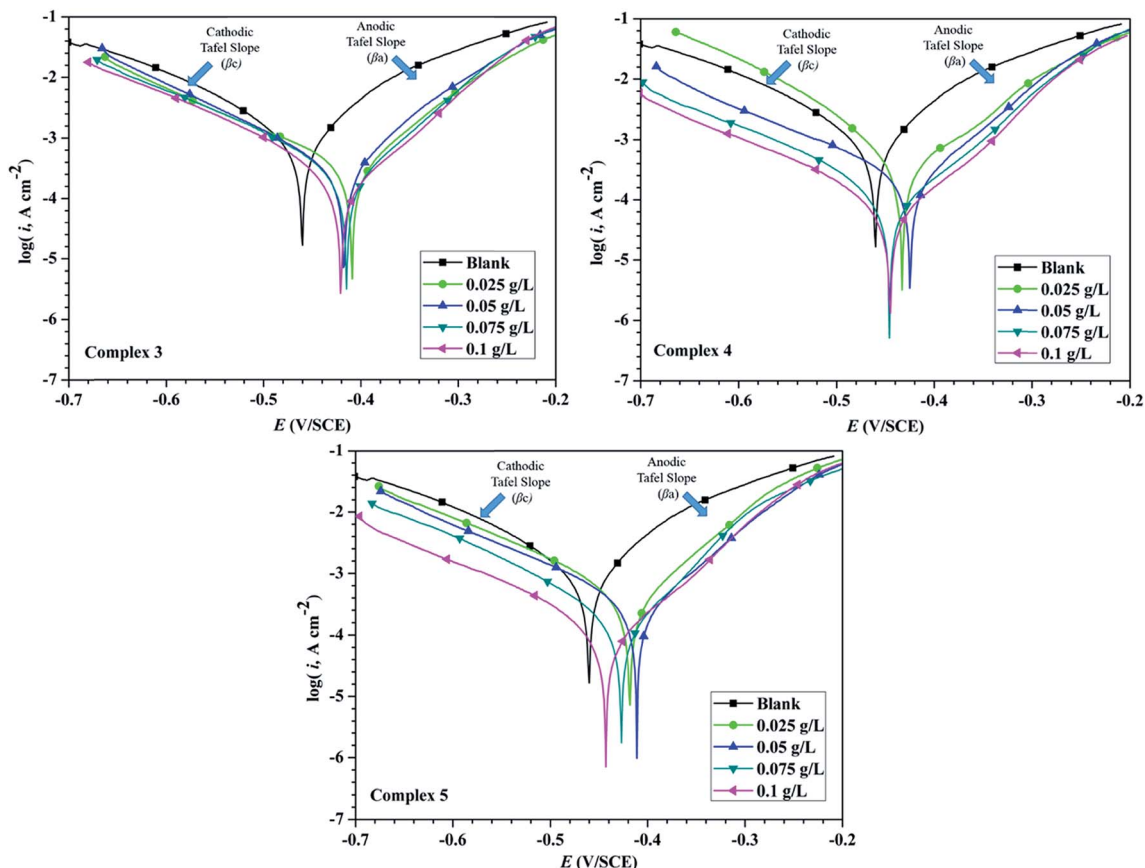 -1
-2
-3
-4
-5
-6
-7
log(i, A cm-2)
Cathodic
Tafel Slope
(βc)
Anodic
Tafel Slope
(βa)
Blank
0.025 g/L
0.05 g/L
0.075 g/L
0.1 g/L
Complex 3
-0.7 -0.6 -0.5 -0.4 -0.3 -0.2
E (V/SCE)
-1
-2
-3
-4
-5
-6
-7
log(i, A cm-2)
Cathodic
Tafel Slope
(βc)
Anodic
Tafel Slope
(βa)
Blank
0.025 g/L
0.05 g/L
0.075 g/L
0.1 g/L
Complex 4
-0.7 -0.6 -0.5 -0.4 -0.3 -0.2
E (V/SCE)
-1
-2
-3
-4
-5
-6
-7
log(i, A cm-2)
Cathodic
Tafel Slope
(βc)
Anodic
Tafel Slope
(βa)
Blank
0.025 g/L
0.05 g/L
0.075 g/L
0.1 g/L
Complex 5
-0.7 -0.6 -0.5 -0.4 -0.3 -0.2
E (V/SCE)